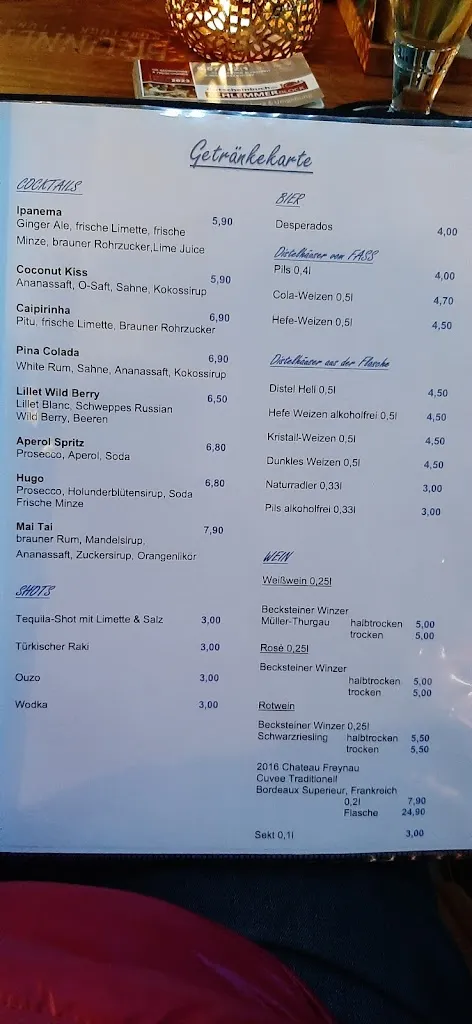 BRUNNE
2023
SCHLEMMERBLOCK
Getränkekarte
COCKTAILS
Ipanema 5,90
Ginger Ale, frische Limette, frische
Minze, brauner Rohrzucker,Lime Juice
Coconut Kiss 5,90
Ananassaft, O-Saft, Sahne, Kokossirup
Caipirinha 6,90
Pitu, frische Limette, Brauner Rohrzucker
Pina Colada 6,90
White Rum, Sahne, Ananassaft, Kokossirup
Lillet Wild Berry 6,50
Lillet Blanc, Schweppes Russian
Wild Berry, Beeren
Aperol Spritz 6,80
Prosecco, Aperol, Soda
Hugo 6,80
Prosecco, Holunderblütensirup, Soda
Frische Minze
Mai Tai 7,90
brauner Rum, Mandelsirup,
Ananassaft, Zuckersirup, Orangenlikör
SHOTS
Tequila-Shot mit Limette & Salz 3,00
Türkischer Raki 3,00
Ouzo 3,00
Wodka 3,00
BIER
Desperados 4,00
Distelhäuser vom FASS
Pils 0,4l 4,00
Cola-Weizen 0,5l 4,70
Hefe-Weizen 0,5l 4,50
Distelhäuser aus der Flasche
Distel Hell 0,5l 4,50
Hefe Weizen alkoholfrei 0,5l 4,50
Kristall-Weizen 0,5l 4,50
Dunkles Weizen 0,5l 4,50
Naturradler 0,33l 3,00
Pils alkoholfrei 0,33l 3,00
WEIN
Weißwein 0,25l
Becksteiner Winzer
Müller-Thurgau halbtrocken 5,00
trocken 5,00
Rosé 0,25l
Becksteiner Winzer
halbtrocken 5,00
trocken 5,00
Rotwein
Becksteiner Winzer 0,25l
Schwarzriesling halbtrocken 5,50
trocken 5,50
2016 Chateau Freynau
Cuvee Traditionell
Bordeaux Superieur, Frankreich
0,2l 7,90
Flasche 24,90
Sekt 0,1l 3,00